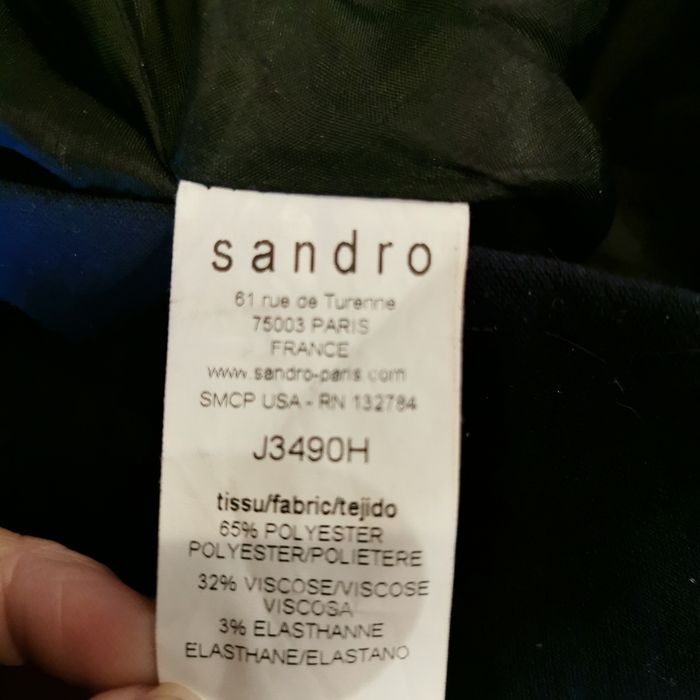 sandro
61 rue de Turenne
75003 PARIS
FRANCE
www.sandro-paris.com
SMCP USA - RN 132784
J3490H
tissu/fabric/tejido
65% POLYESTER
POLYESTER/POLIETERE
32% VISCOSE/VISCOSE
VISCOSA
3% ELASTHANNE
ELASTHANE/ELASTANO